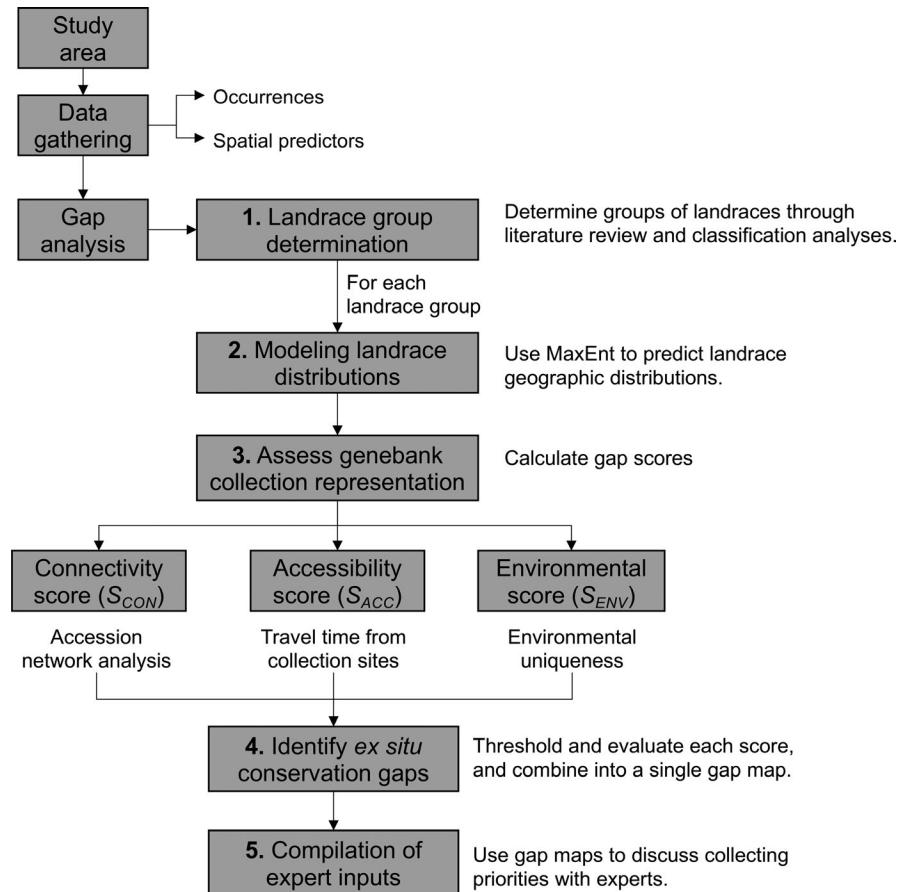 Study
area
Data
gathering
Occurrences
Spatial predictors
Gap
analysis
1. Landrace group
determination
Determine groups of landraces through
literature review and classification analyses.
For each
landrace group
2. Modeling landrace
distributions
Use MaxEnt to predict landrace
geographic distributions.
3. Assess genebank
collection representation
Calculate gap scores
Connectivity
score (SCON)
Accessibility
score (SACC)
Environmental
score (SENV)
Accession
network analysis
Travel time from
collection sites
Environmental
uniqueness
4. Identify ex situ
conservation gaps
Threshold and evaluate each score,
and combine into a single gap map.
5. Compilation of
expert inputs
Use gap maps to discuss collecting
priorities with experts.